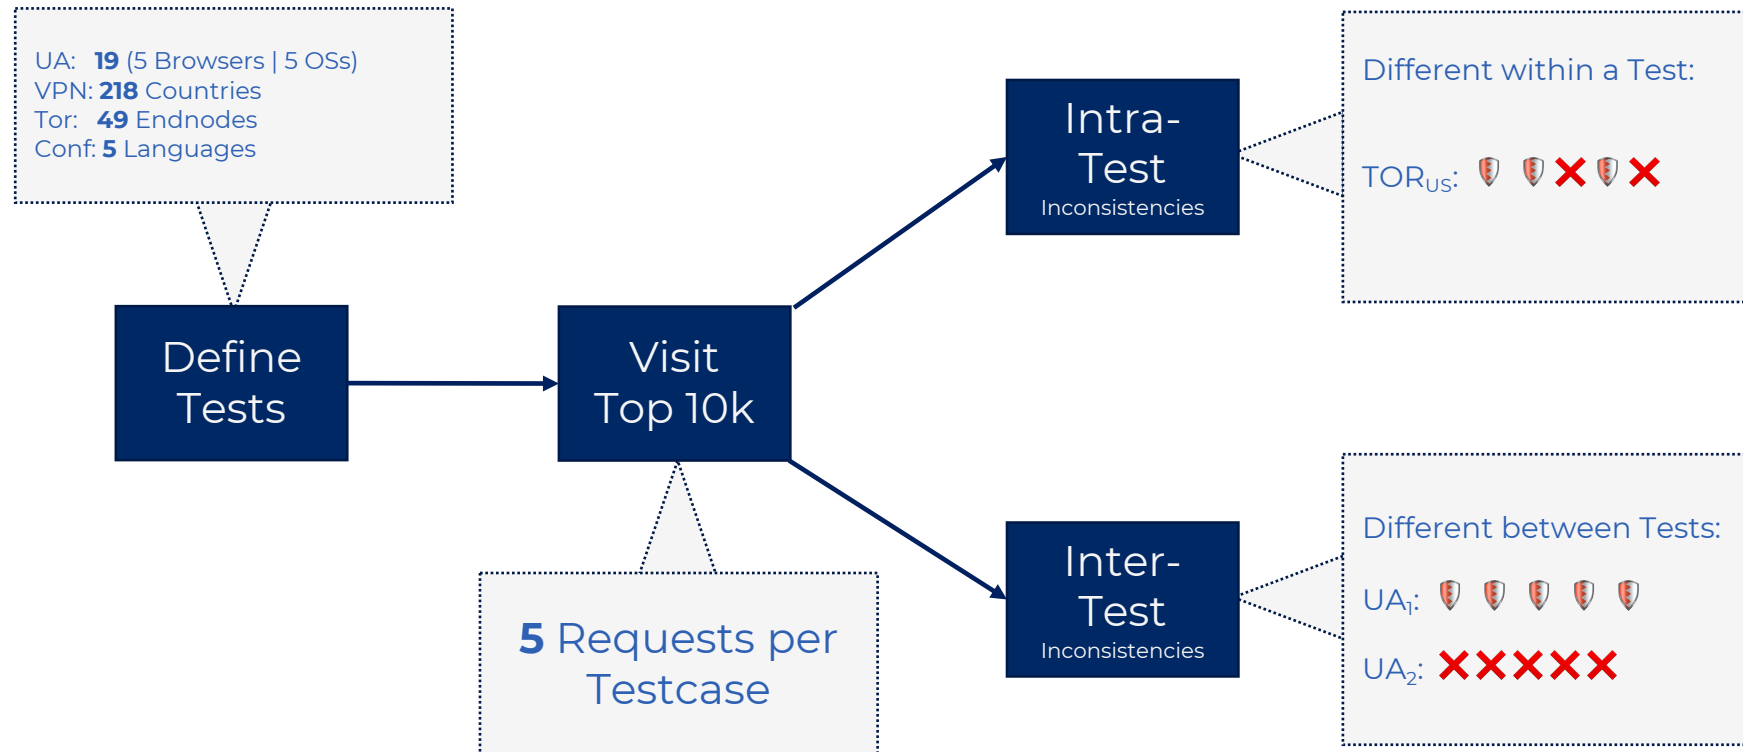 UA: 19 (5 Browsers | 5 OSs)
VPN: 218 Countries
Tor: 49 Endnodes
Conf: 5 Languages
Define
Tests
Visit
Top 10k
5 Requests per
Testcase
Intra-
Test
Inconsistencies
Different within a Test:
TORUS:
Inter-
Test
Inconsistencies
Different between Tests:
UA1:
UA2: